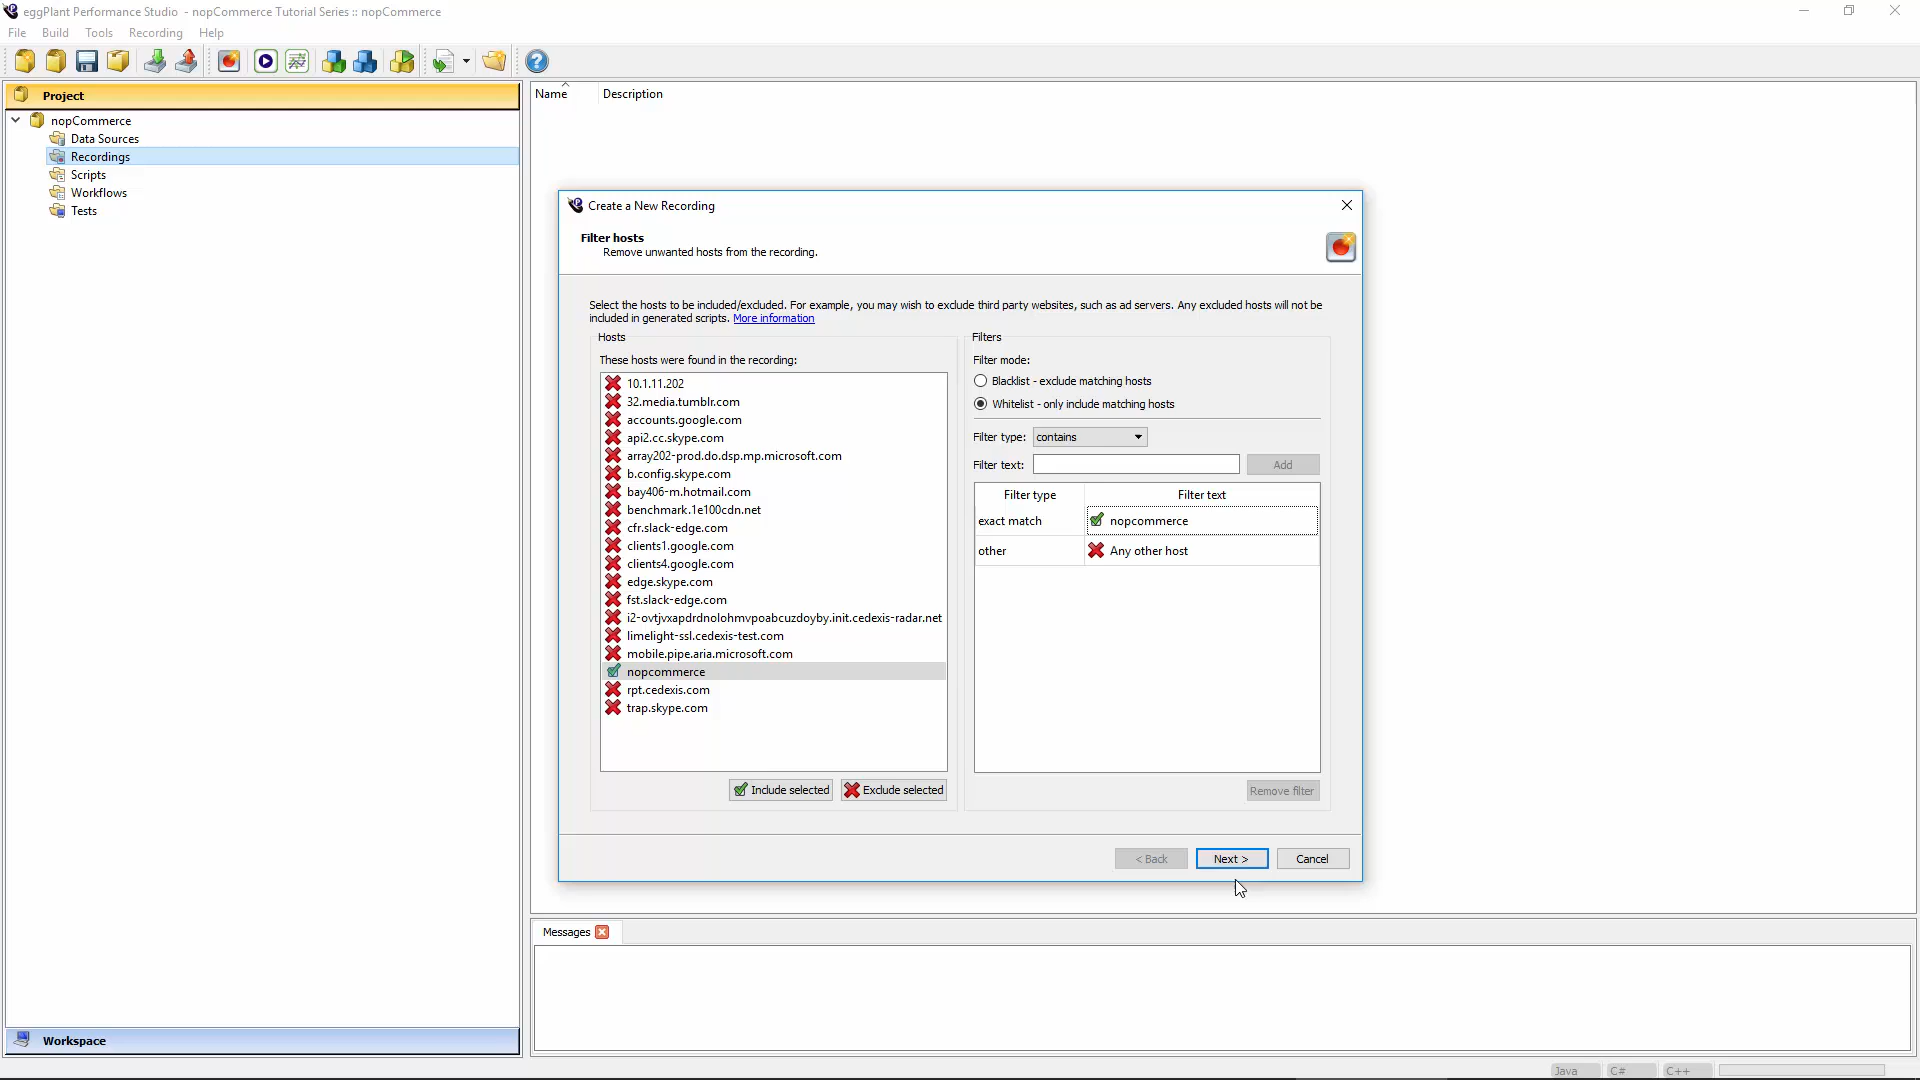 eggPlant Performance Studio - nopCommerce Tutorial Series :: nopCommerce
File Build Tools Recording Help
Project
nopCommerce
Data Sources
Recordings
Scripts
Workflows
Tests
Workspace
Name Description
Create a New Recording
Filter hosts
Remove unwanted hosts from the recording.
Select the hosts to be included/excluded. For example, you may wish to exclude third party websites, such as ad servers. Any excluded hosts will not be
included in generated scripts. More information
Hosts
These hosts were found in the recording:
10.1.11.202
32.media.tumblr.com
accounts.google.com
api2.cc.skype.com
array202-prod.do.dsp.mp.microsoft.com
b.config.skype.com
bay406-m.hotmail.com
benchmark.1e100cdn.net
cfr.slack-edge.com
clients1.google.com
clients4.google.com
edge.skype.com
fst.slack-edge.com
i2-ovtjvxapdrdnolohmvpoabcuzdoyby.init.cedexis-radar.net
limelight-ssl.cedexis-test.com
mobile.pipe.aria.microsoft.com
nopcommerce
rpt.cedexis.com
trap.skype.com
Include selected Exclude selected
Filters
Filter mode:
Blacklist - exclude matching hosts
Whitelist - only include matching hosts
Filter type: contains
Filter text: Add
Filter type Filter text
exact match nopcommerce
other Any other host
Remove filter
< Back Next > Cancel
Messages
Java C# C++